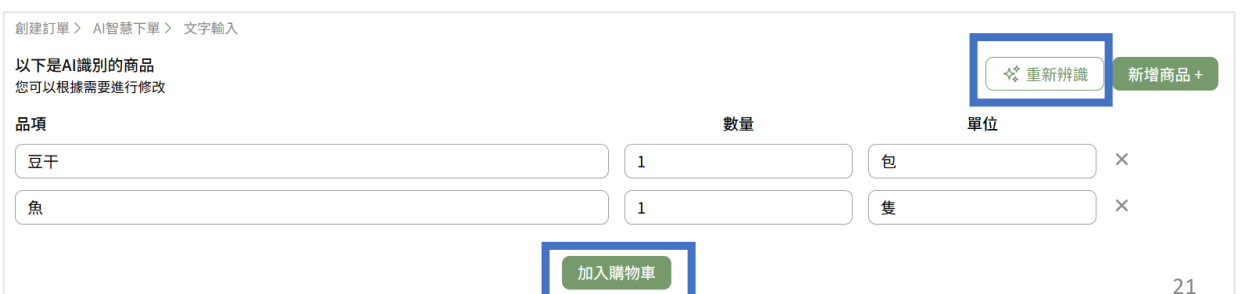 創建訂單 > AI智慧下單 > 文字輸入
以下是AI識別的商品
您可以根據需要進行修改
重新辨識 新增商品 +
品項 數量 單位
豆干 1 包 ×
魚 1 隻 ×
加入購物車
21